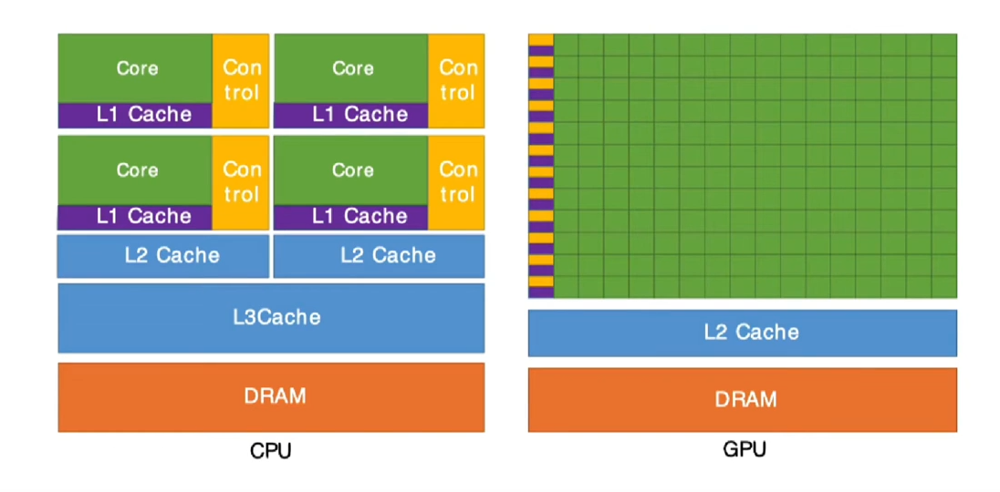 Core
Con
trol
L1 Cache
Core
Con
trol
L1 Cache
Core
Con
trol
L1 Cache
Core
Con
trol
L1 Cache
L2 Cache
L2 Cache
L3Cache
DRAM
CPU
L2 Cache
DRAM
GPU